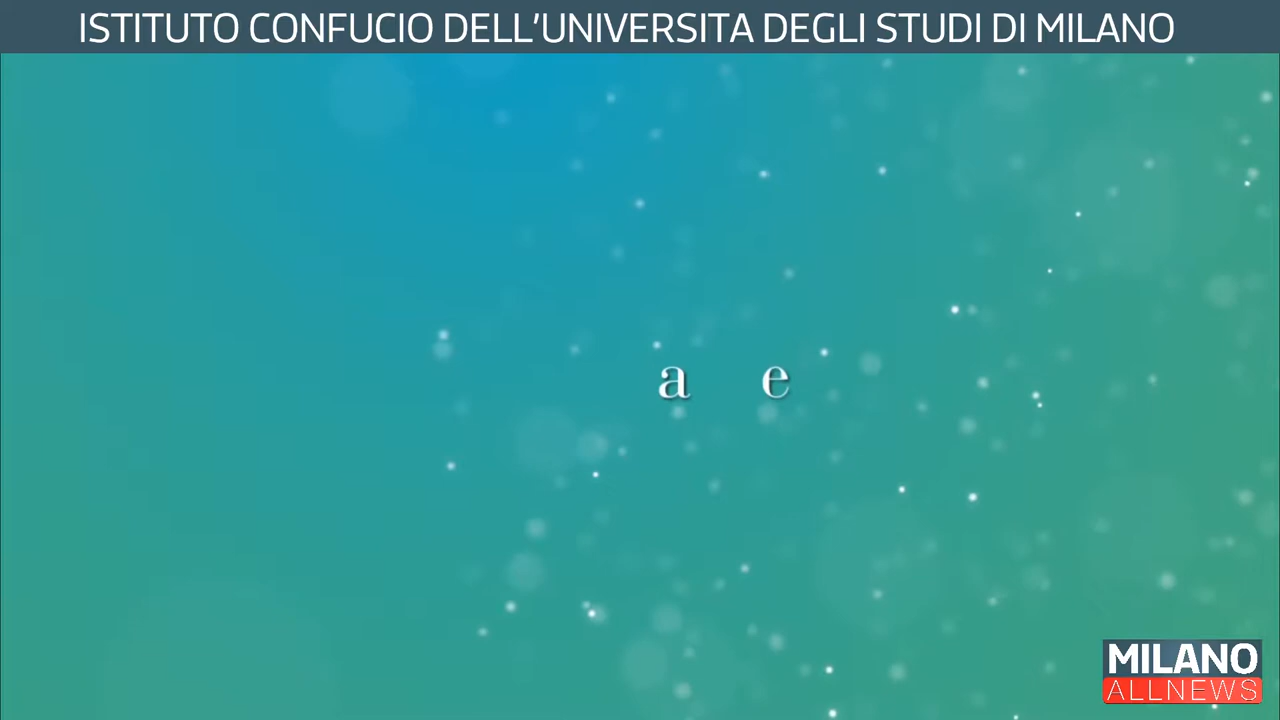 ISTITUTO CONFUCIO DELL'UNIVERSITA DEGLI STUDI DI MILANO
a e
MILANO
ALLNEWS